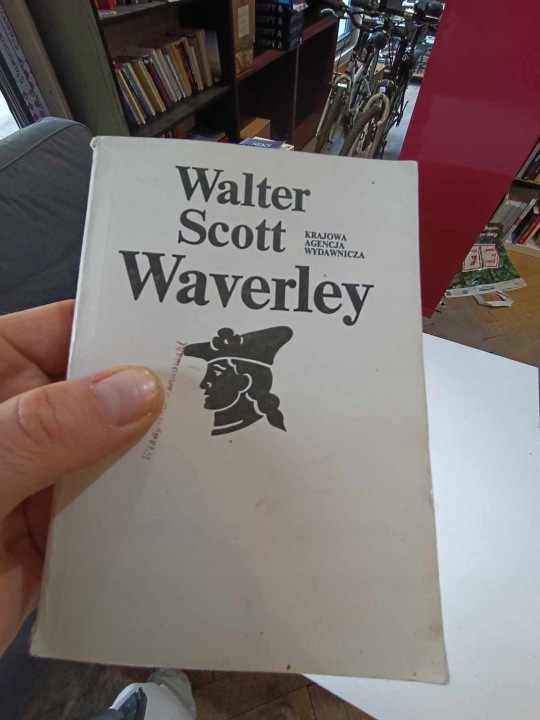 Walter
Scott
KRAJOWA
AGENCJA
WYDAWNICZA
Waverley